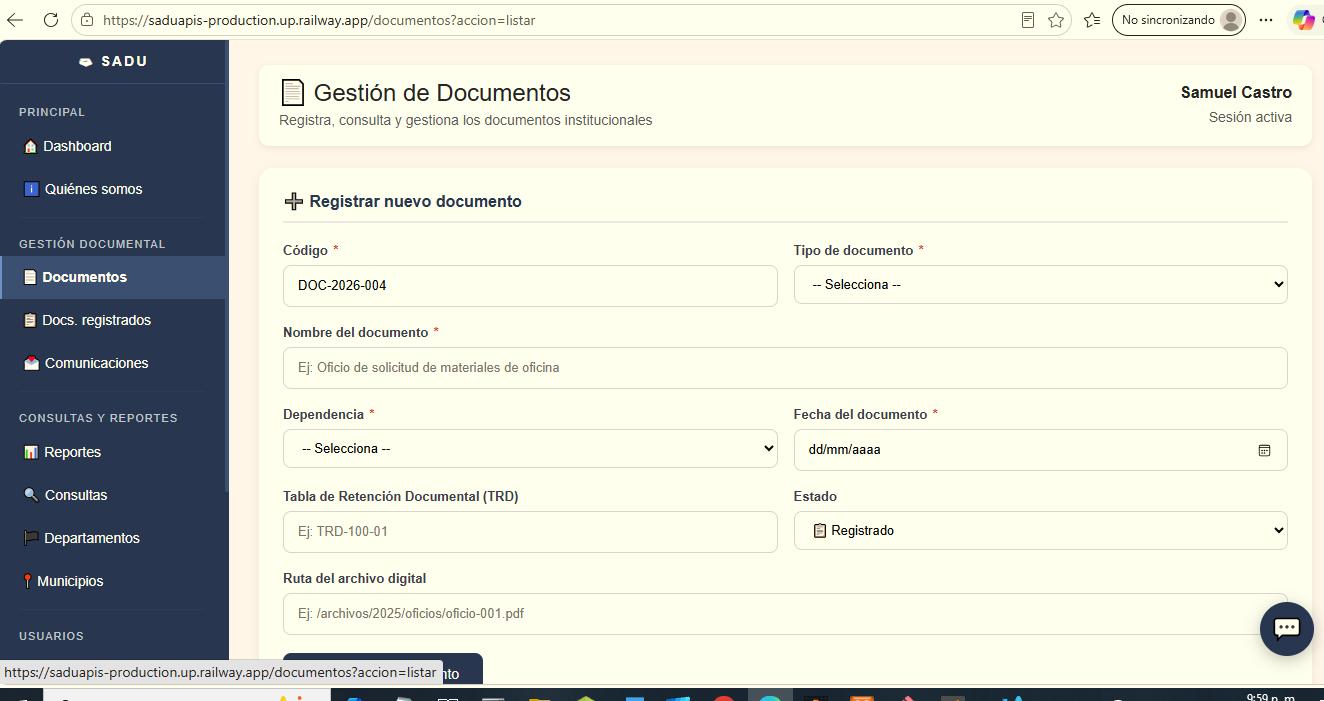 https://saduapis-production.up.railway.app/documentos?accion=listar
No sincronizando
SADU
PRINCIPAL
Dashboard
Quiénes somos
GESTIÓN DOCUMENTAL
Documentos
Docs. registrados
Comunicaciones
CONSULTAS Y REPORTES
Reportes
Consultas
Departamentos
Municipios
USUARIOS
Gestión de Documentos
Registra, consulta y gestiona los documentos institucionales
Samuel Castro
Sesión activa
Registrar nuevo documento
Código *
DOC-2026-004
Tipo de documento *
-- Selecciona --
Nombre del documento *
Ej: Oficio de solicitud de materiales de oficina
Dependencia *
-- Selecciona --
Fecha del documento *
dd/mm/aaaa
Tabla de Retención Documental (TRD)
Ej: TRD-100-01
Estado
Registrado
Ruta del archivo digital
Ej: /archivos/2025/oficios/oficio-001.pdf
https://saduapis-production.up.railway.app/documentos?accion=listar
9:59 p. m.